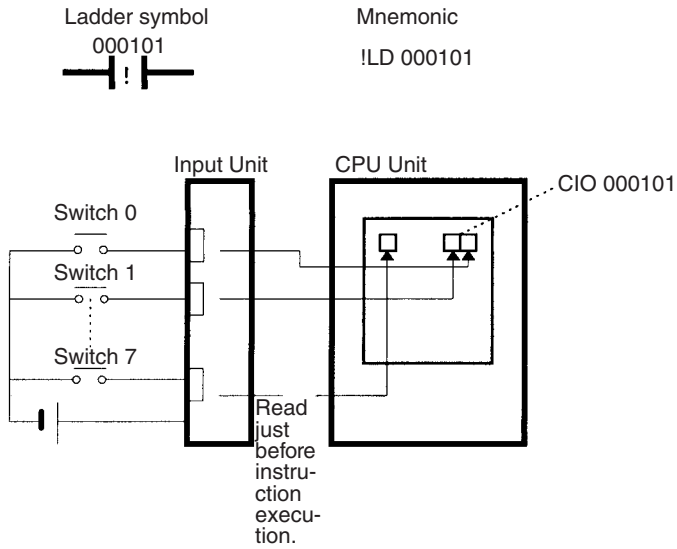 Ladder symbol
000101
!
Mnemonic
!LD 000101
Input Unit
CPU Unit
CIO 000101
Switch 0
Switch 1
Switch 7
Read
just
before
instru-
ction
execu-
tion.